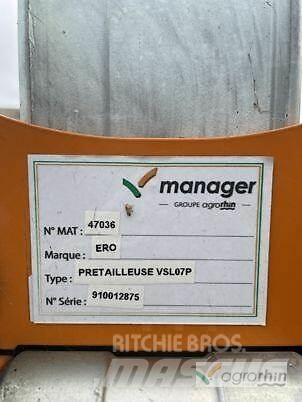 manager
GROUPE agrorhin
N° MAT : 47036
Marque : ERO
Type : PRETAILLEUSE VSL07P
N° Série : 910012875
RITCHIE BROS.
MASCUS
agrorhin